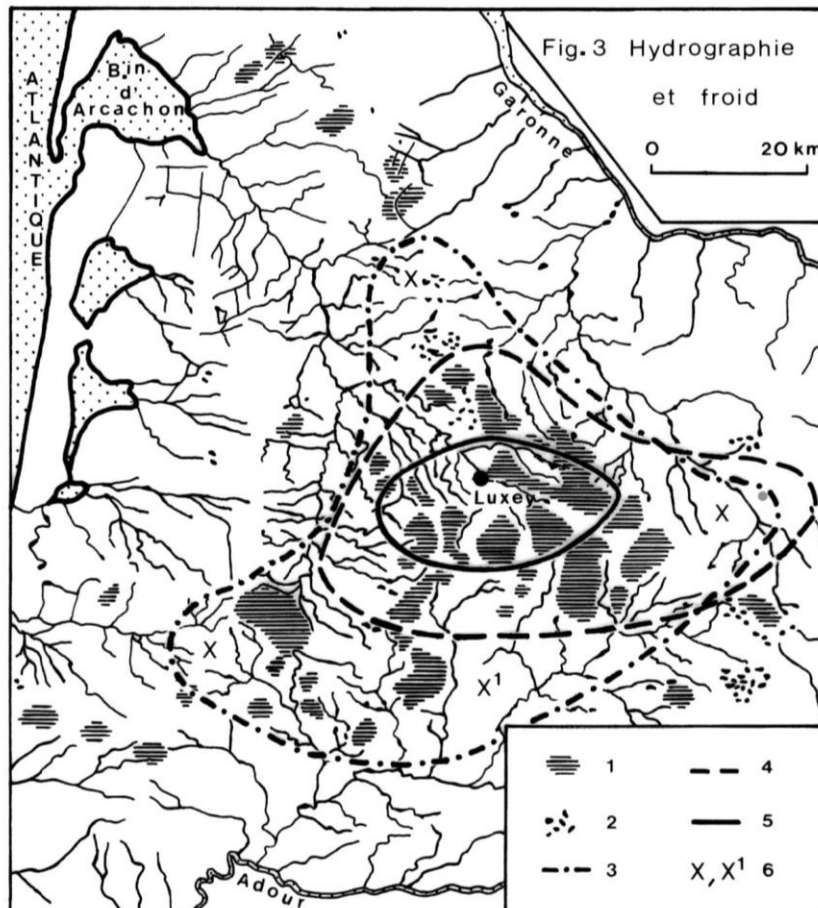 Fig. 3 Hydrographie
et froid
0 20 km
ATLANTIQUE
Bin
d'
Arcachon
Garonne
X
Luxey
X
X
X¹
Adour
1
2
3
4
5
X, X¹ 6